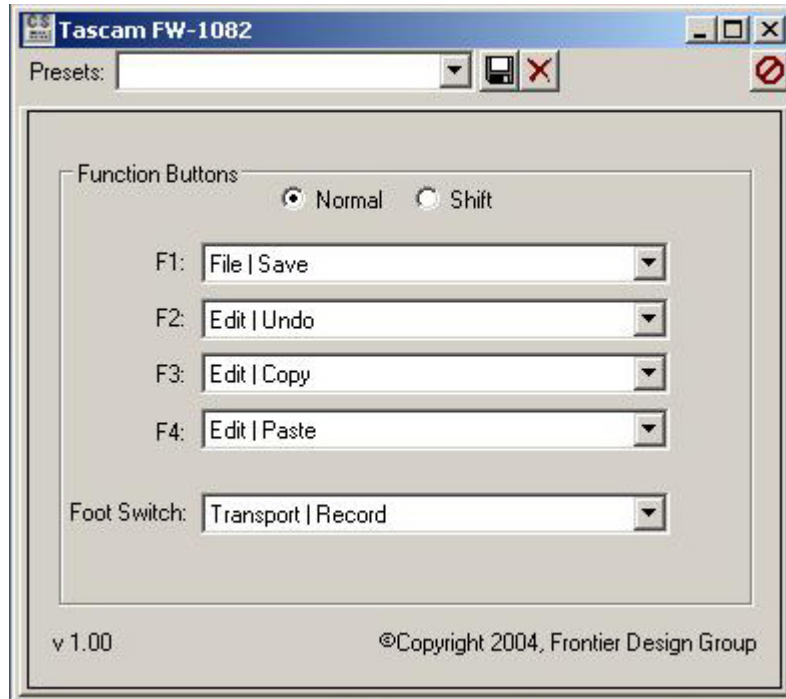 Tascam FW-1082
Presets:
Function Buttons
Normal Shift
F1: File | Save
F2: Edit | Undo
F3: Edit | Copy
F4: Edit | Paste
Foot Switch: Transport | Record
v 1.00 ©Copyright 2004, Frontier Design Group